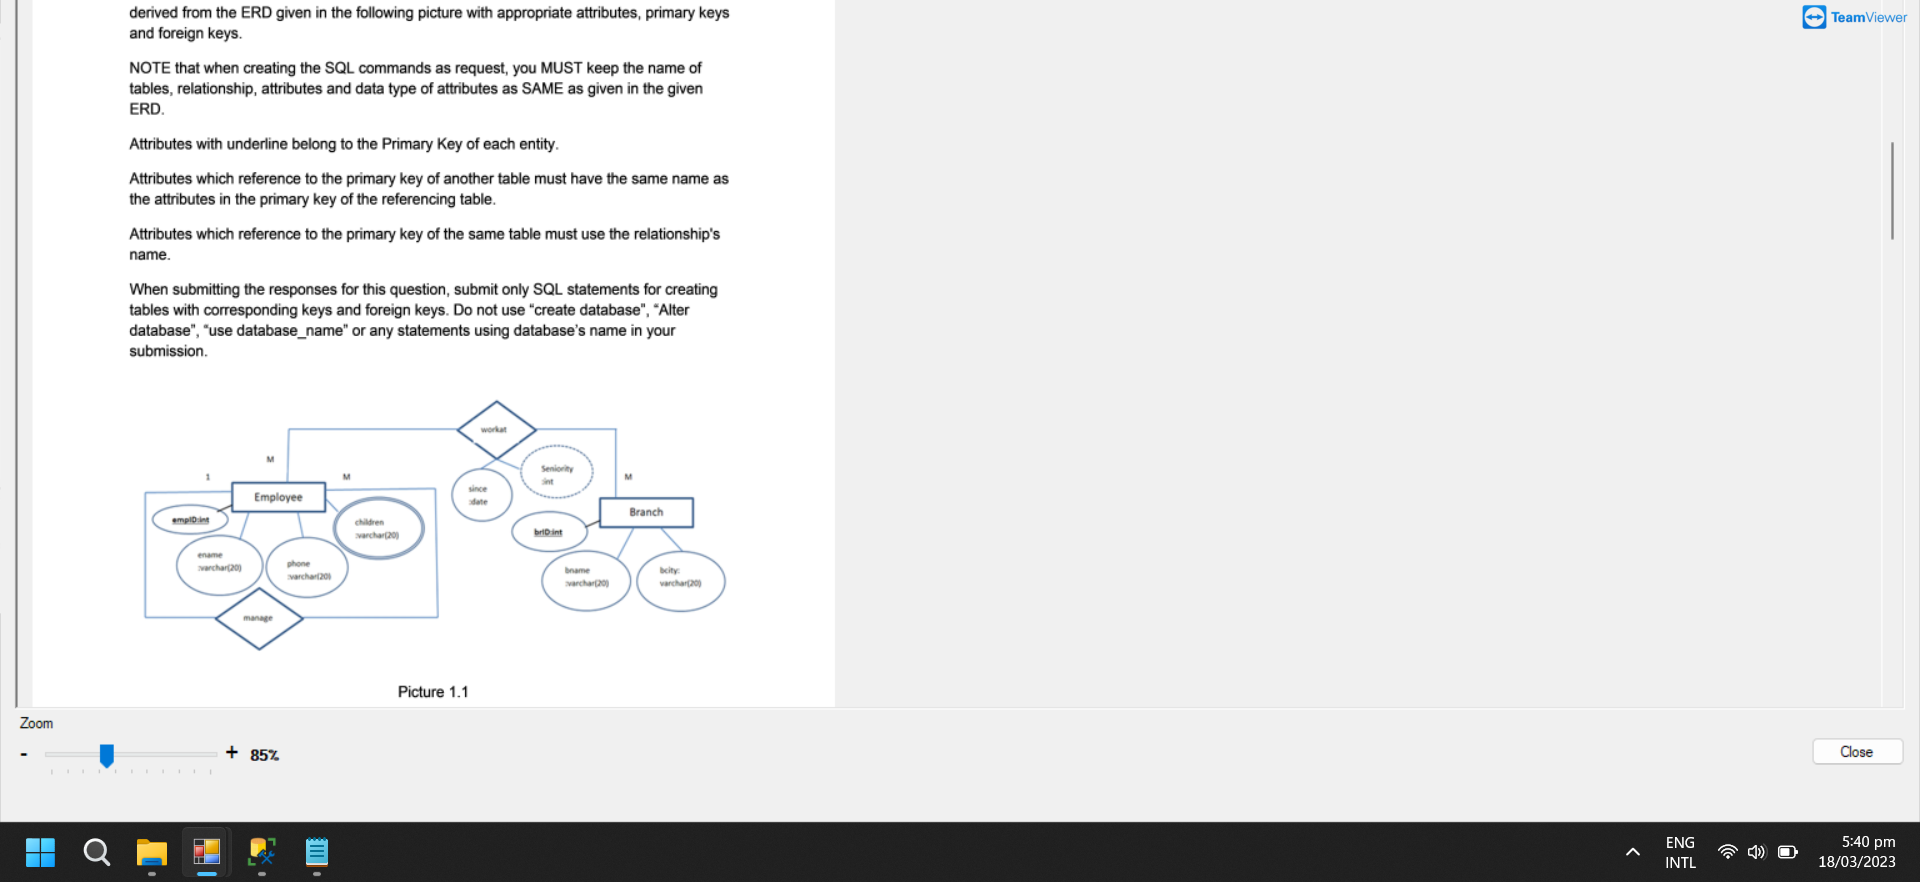 TeamViewer
derived from the ERD given in the following picture with appropriate attributes, primary keys
and foreign keys.
NOTE that when creating the SQL commands as request, you MUST keep the name of
tables, relationship, attributes and data type of attributes as SAME as given in the given
ERD.
Attributes with underline belong to the Primary Key of each entity.
Attributes which reference to the primary key of another table must have the same name as
the attributes in the primary key of the referencing table.
Attributes which reference to the primary key of the same table must use the relationship's
name.
When submitting the responses for this question, submit only SQL statements for creating
tables with corresponding keys and foreign keys. Do not use “create database”, “Alter
database”, “use database_name” or any statements using database’s name in your
submission.
workat
M
1
M
Seniority
:int
M
since
:date
Employee
empID:int
children
:varchar(20)
Branch
brID:int
ename
:varchar(20)
phone
:varchar(20)
bname
:varchar(20)
bcity:
varchar(20)
manage
Picture 1.1
Zoom
- + 85%
Close
ENG
INTL
5:40 pm
18/03/2023